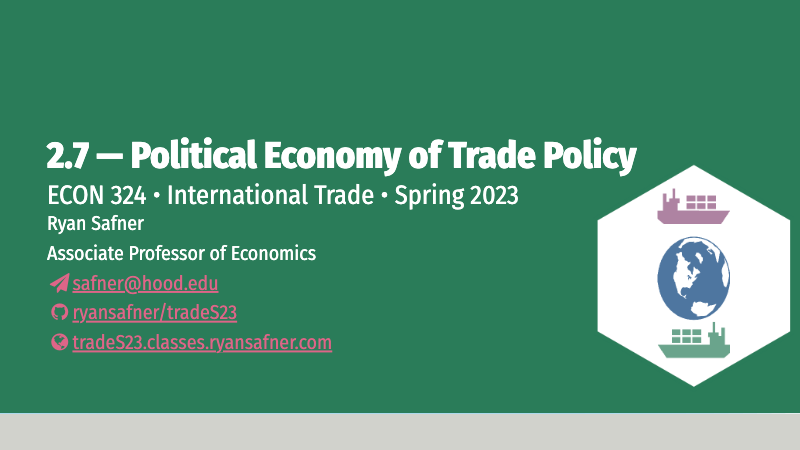 2.7 — Political Economy of Trade Policy
ECON 324 • International Trade • Spring 2023
Ryan Safner
Associate Professor of Economics
safner@hood.edu
ryansafner/tradeS23
tradeS23.classes.ryansafner.com